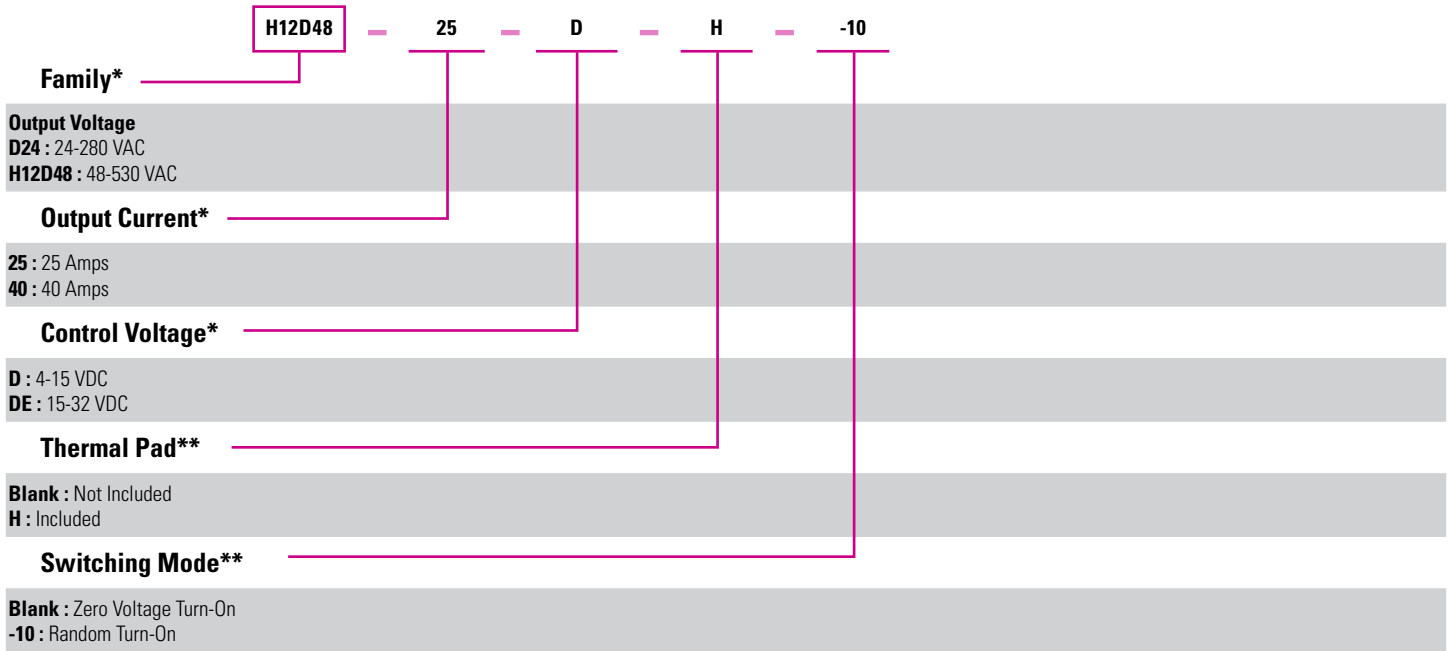 H12D48 – 25 – D – H – -10
Family*
Output Voltage
D24 : 24-280 VAC
H12D48 : 48-530 VAC
Output Current*
25 : 25 Amps
40 : 40 Amps
Control Voltage*
D : 4-15 VDC
DE : 15-32 VDC
Thermal Pad**
Blank : Not Included
H : Included
Switching Mode**
Blank : Zero Voltage Turn-On
-10 : Random Turn-On